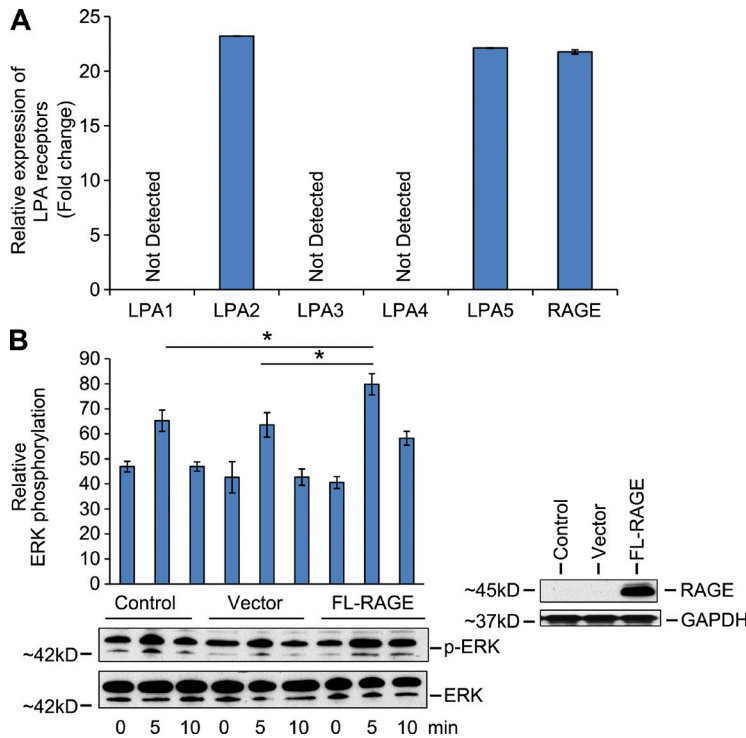 A
Relative expression of
LPA receptors
(Fold change)
25
20
15
10
5
0
Not Detected
Not Detected
Not Detected
LPA1 LPA2 LPA3 LPA4 LPA5 RAGE
B
* 
*
Relative
ERK phosphorylation
90
80
70
60
50
40
30
20
10
0
Control Vector FL-RAGE
~42kD p-ERK
~42kD ERK
0 5 10 0 5 10 0 5 10 min
Control
Vector
FL-RAGE
~45kD RAGE
~37kD GAPDH